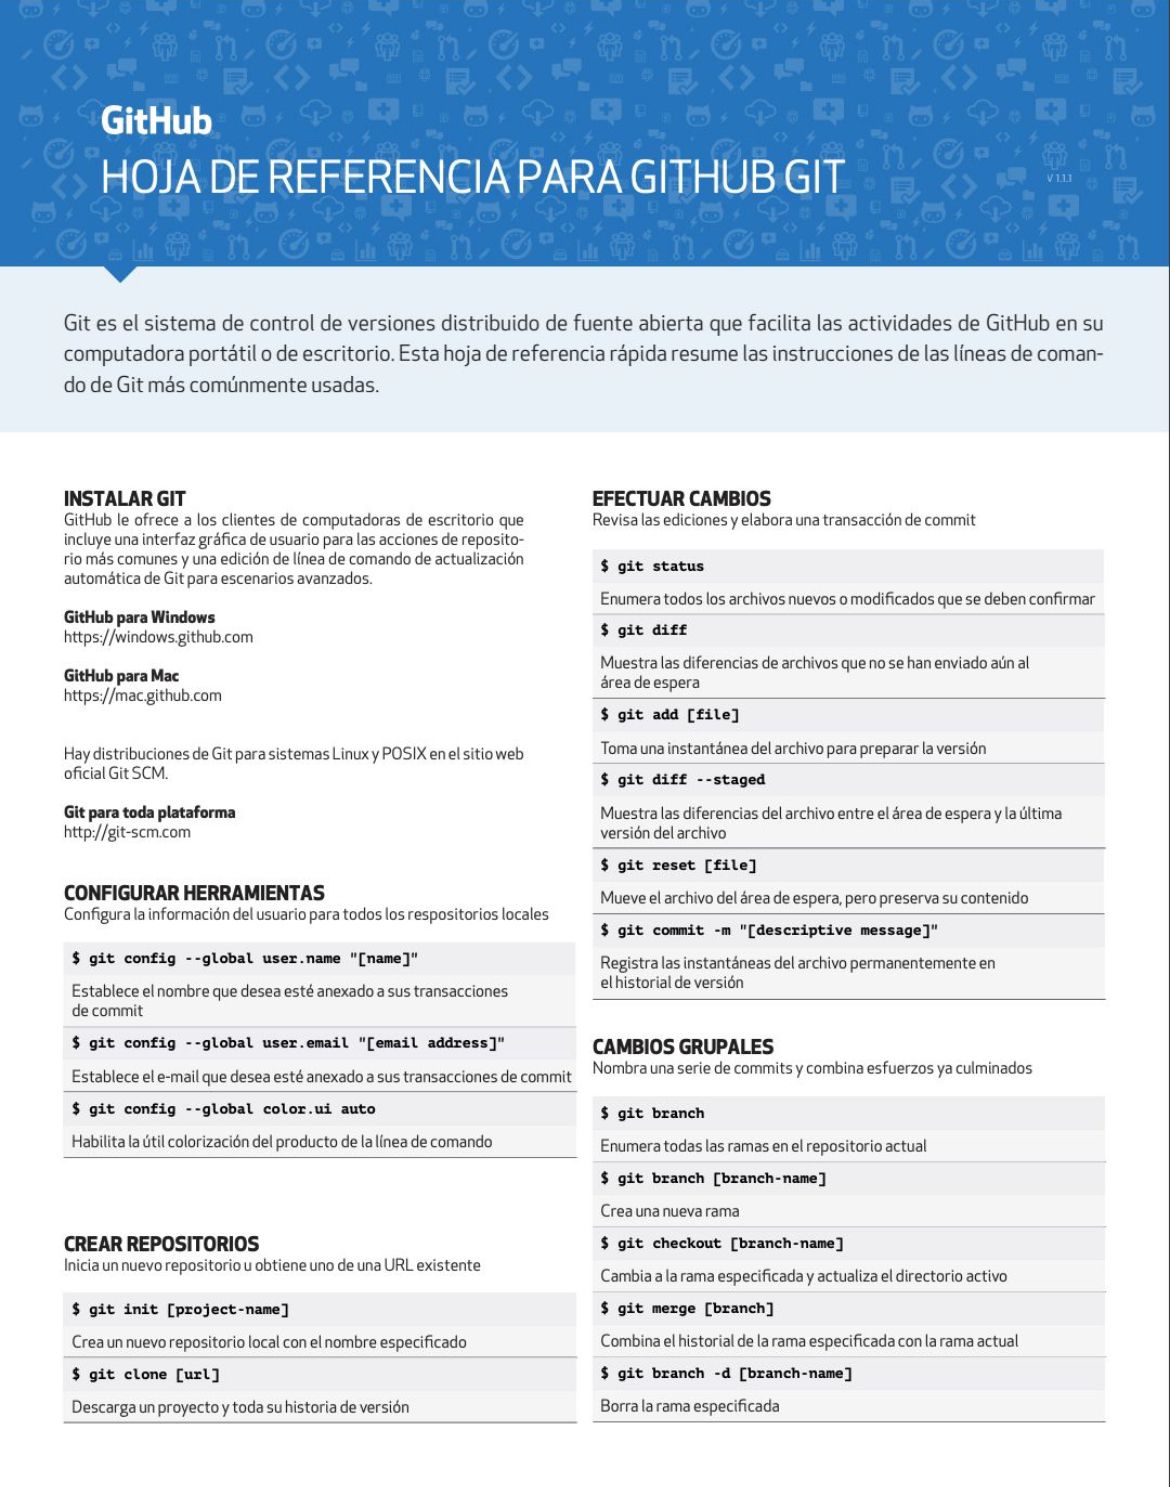 GitHub
HOJA DE REFERENCIA PARA GITHUB GIT
V 1.1.1
Git es el sistema de control de versiones distribuido de fuente abierta que facilita las actividades de GitHub en su
computadora portátil o de escritorio. Esta hoja de referencia rápida resume las instrucciones de las líneas de coman-
do de Git más comúnmente usadas.
INSTALAR GIT
GitHub le ofrece a los clientes de computadoras de escritorio que
incluye una interfaz gráfica de usuario para las acciones de reposito-
rio más comunes y una edición de línea de comando de actualización
automática de Git para escenarios avanzados.
GitHub para Windows
https://windows.github.com
GitHub para Mac
https://mac.github.com
Hay distribuciones de Git para sistemas Linux y POSIX en el sitio web
oficial Git SCM.
Git para toda plataforma
http://git-scm.com
CONFIGURAR HERRAMIENTAS
Configura la información del usuario para todos los respositorios locales
$ git config --global user.name "[name]"
Establece el nombre que desea esté anexado a sus transacciones
de commit
$ git config --global user.email "[email address]"
Establece el e-mail que desea esté anexado a sus transacciones de commit
$ git config --global color.ui auto
Habilita la útil colorización del producto de la línea de comando
CREAR REPOSITORIOS
Inicia un nuevo repositorio u obtiene uno de una URL existente
$ git init [project-name]
Crea un nuevo repositorio local con el nombre especificado
$ git clone [url]
Descarga un proyecto y toda su historia de versión
EFECTUAR CAMBIOS
Revisa las ediciones y elabora una transacción de commit
$ git status
Enumera todos los archivos nuevos o modificados que se deben confirmar
$ git diff
Muestra las diferencias de archivos que no se han enviado aún al
área de espera
$ git add [file]
Toma una instantánea del archivo para preparar la versión
$ git diff --staged
Muestra las diferencias del archivo entre el área de espera y la última
versión del archivo
$ git reset [file]
Mueve el archivo del área de espera, pero preserva su contenido
$ git commit -m "[descriptive message]"
Registra las instantáneas del archivo permanentemente en
el historial de versión
CAMBIOS GRUPALES
Nombra una serie de commits y combina esfuerzos ya culminados
$ git branch
Enumera todas las ramas en el repositorio actual
$ git branch [branch-name]
Crea una nueva rama
$ git checkout [branch-name]
Cambia a la rama especificada y actualiza el directorio activo
$ git merge [branch]
Combina el historial de la rama especificada con la rama actual
$ git branch -d [branch-name]
Borra la rama especificada